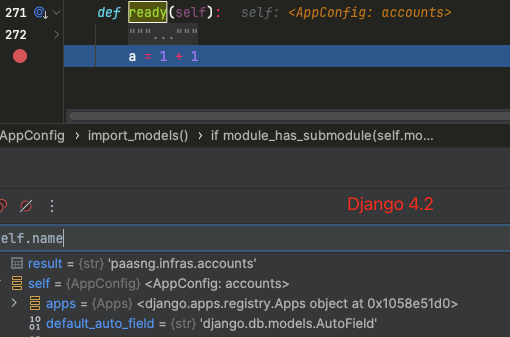 271 def ready(self): self: <AppConfig: accounts>
272 """..."""
a = 1 + 1
AppConfig > import_models() > if module_has_submodule(self.mo...
Django 4.2
elf.name
result = {str} 'paasng.infras.accounts'
self = {AppConfig} <AppConfig: accounts>
apps = {Apps} <django.apps.registry.Apps object at 0x1058e51d0>
default_auto_field = {str} 'django.db.models.AutoField'